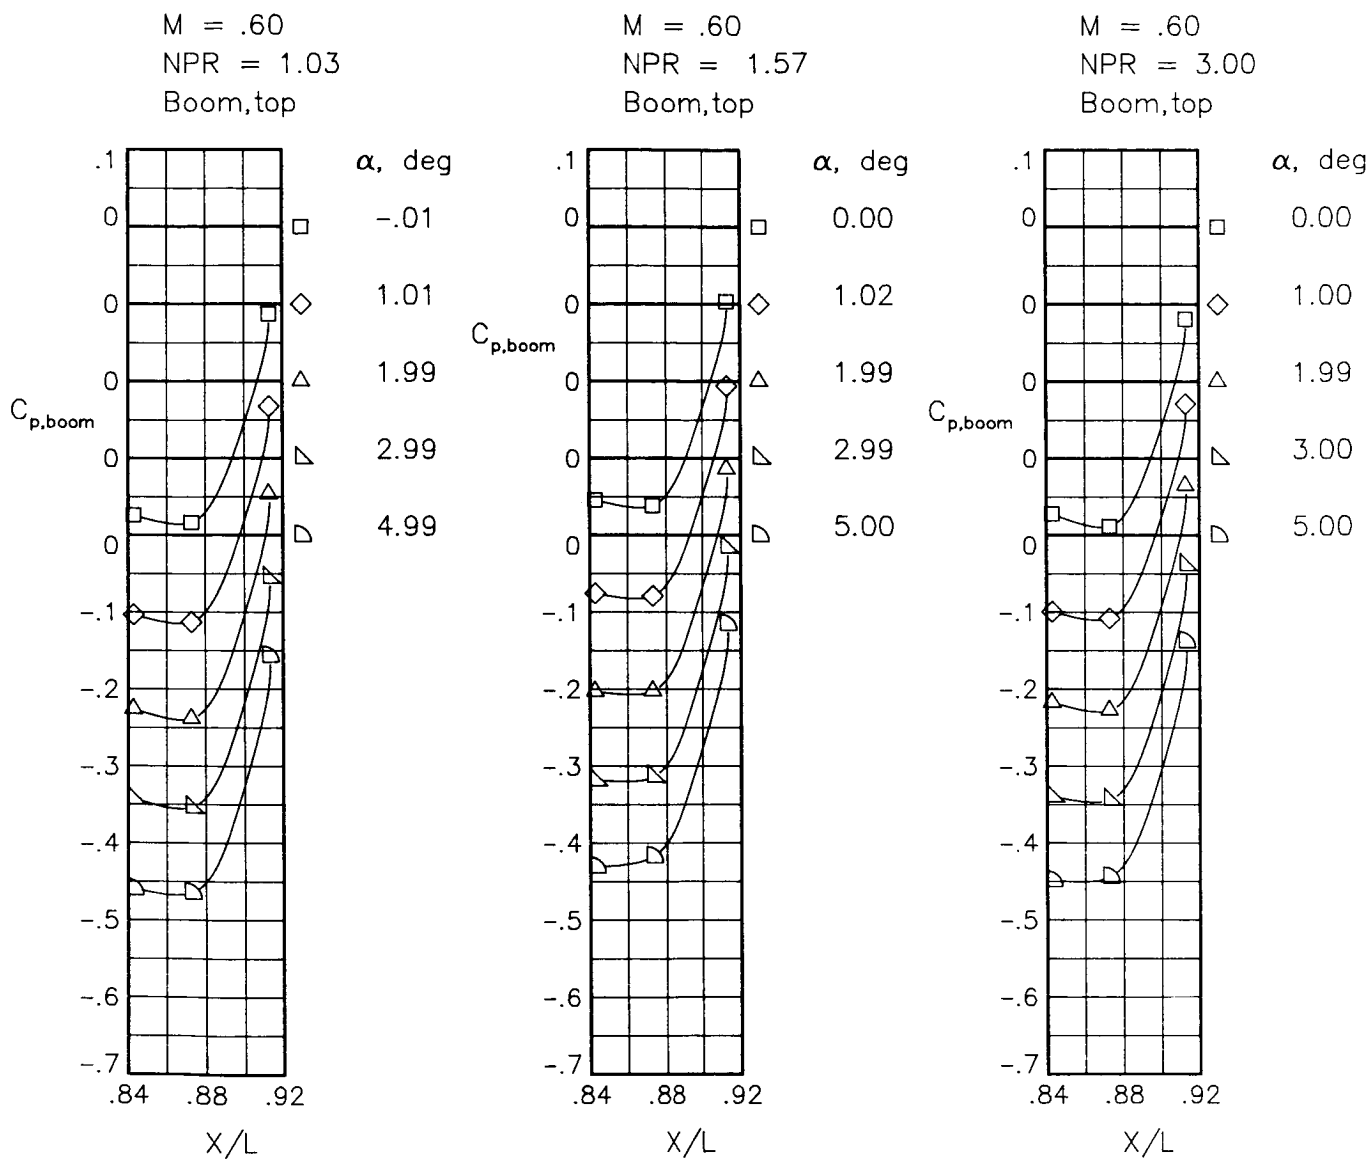 M = .60
NPR = 1.03
Boom,top
.1
0
0
0
0
0
-.1
-.2
-.3
-.4
-.5
-.6
-.7
C p,boom
.84 .88 .92
X/L
α, deg
-.01
1.01
1.99
2.99
4.99
M = .60
NPR = 1.57
Boom,top
.1
0
0
0
0
0
-.1
-.2
-.3
-.4
-.5
-.6
-.7
C p,boom
.84 .88 .92
X/L
α, deg
0.00
1.02
1.99
2.99
5.00
M = .60
NPR = 3.00
Boom,top
.1
0
0
0
0
0
-.1
-.2
-.3
-.4
-.5
-.6
-.7
C p,boom
.84 .88 .92
X/L
α, deg
0.00
1.00
1.99
3.00
5.00